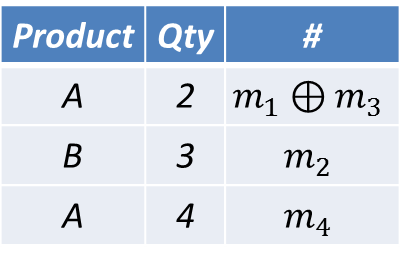 Product Qty #
A 2 m₁ ⊕ m₃
B 3 m₂
A 4 m₄